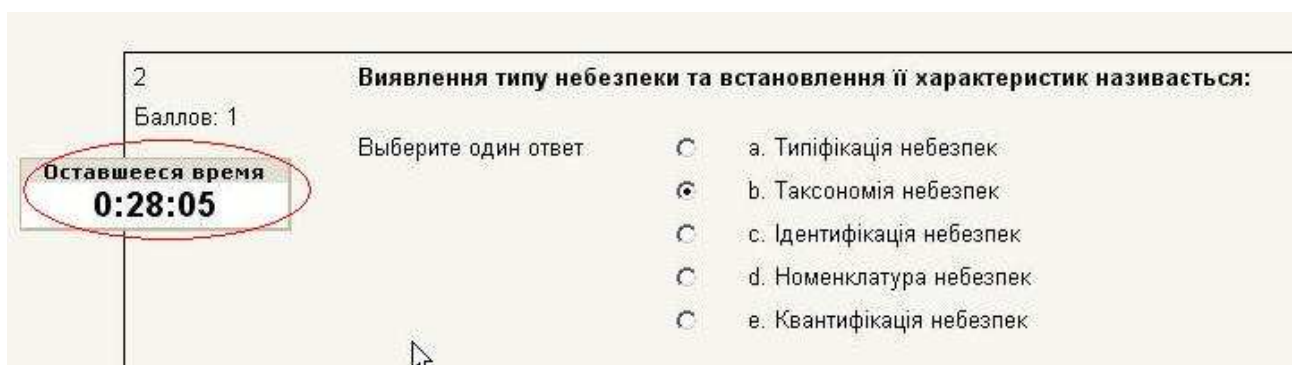 2
Виявлення типу небезпеки та встановлення її характеристик називається:
Баллов: 1
Выберите один ответ
a. Типіфікація небезпек
Оставшееся время
0:28:05
b. Таксономія небезпек
c. Ідентифікація небезпек
d. Номенклатура небезпек
e. Квантифікація небезпек